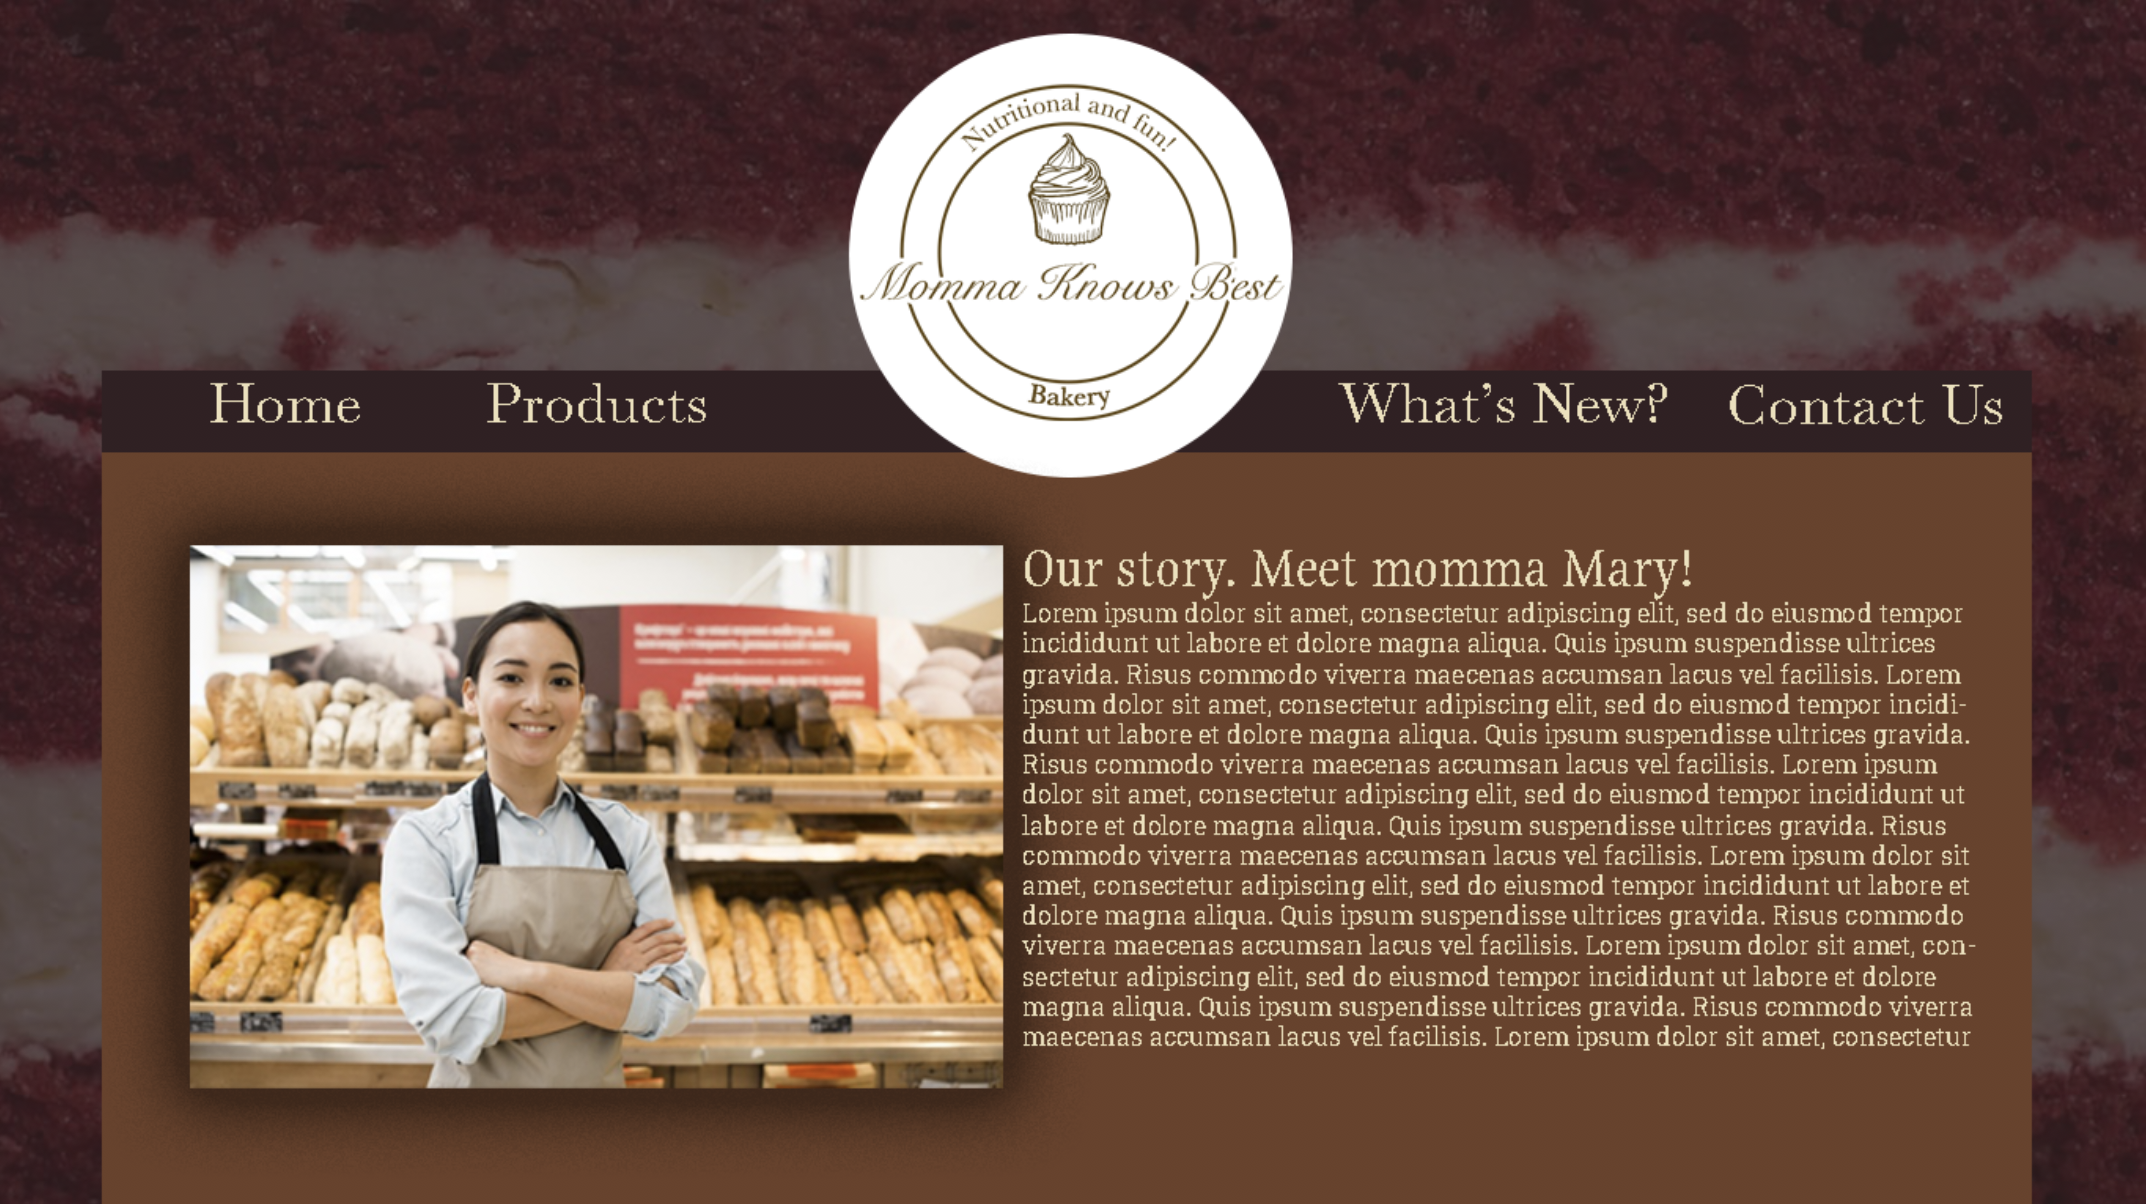 Nutritional and fun!
Momma Knows Best
Bakery
Home
Products
What's New?
Contact Us
Our story. Meet momma Mary!
Lorem ipsum dolor sit amet, consectetur adipiscing elit, sed do eiusmod tempor
incididunt ut labore et dolore magna aliqua. Quis ipsum suspendisse ultrices
gravida. Risus commodo viverra maecenas accumsan lacus vel facilisis. Lorem
ipsum dolor sit amet, consectetur adipiscing elit, sed do eiusmod tempor incidi-
dunt ut labore et dolore magna aliqua. Quis ipsum suspendisse ultrices gravida.
Risus commodo viverra maecenas accumsan lacus vel facilisis. Lorem ipsum
dolor sit amet, consectetur adipiscing elit, sed do eiusmod tempor incididunt ut
labore et dolore magna aliqua. Quis ipsum suspendisse ultrices gravida. Risus
commodo viverra maecenas accumsan lacus vel facilisis. Lorem ipsum dolor sit
amet, consectetur adipiscing elit, sed do eiusmod tempor incididunt ut labore et
dolore magna aliqua. Quis ipsum suspendisse ultrices gravida. Risus commodo
viverra maecenas accumsan lacus vel facilisis. Lorem ipsum dolor sit amet, con-
sectetur adipiscing elit, sed do eiusmod tempor incididunt ut labore et dolore
magna aliqua. Quis ipsum suspendisse ultrices gravida. Risus commodo viverra
maecenas accumsan lacus vel facilisis. Lorem ipsum dolor sit amet, consectetur